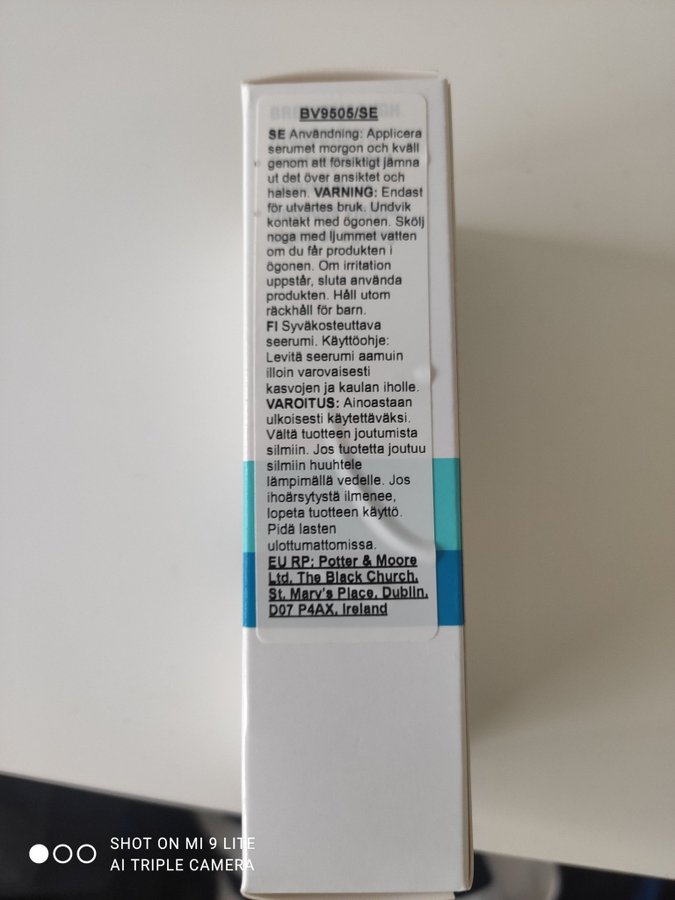 BV9505/SE
SE Användning: Applicera
serumet morgon och kväll
genom att försiktigt jämna
ut det över ansiktet och
halsen. VARNING: Endast
för utvärtes bruk. Undvik
kontakt med ögonen. Skölj
noga med ljummet vatten
om du får produkten i
ögonen. Om irritation
uppstår, sluta använda
produkten. Håll utom
räckhåll för barn.
FI Syväkosteuttava
seerumi. Käyttöohje:
Levitä seerumi aamuin
illoin varovaisesti
kasvojen ja kaulan iholle.
VAROITUS: Ainoastaan
ulkoisesti käytettäväksi.
Vältä tuotteen joutumista
silmiin. Jos tuotetta joutuu
silmiin huuhtele
lämpimällä vedelle. Jos
ihoärsytystä ilmenee,
lopeta tuotteen käyttö.
Pidä lasten
ulottumattomissa.
EU RP: Potter & Moore
Ltd, The Black Church,
St. Mary's Place, Dublin,
D07 P4AX, Ireland
SHOT ON MI 9 LITE
AI TRIPLE CAMERA